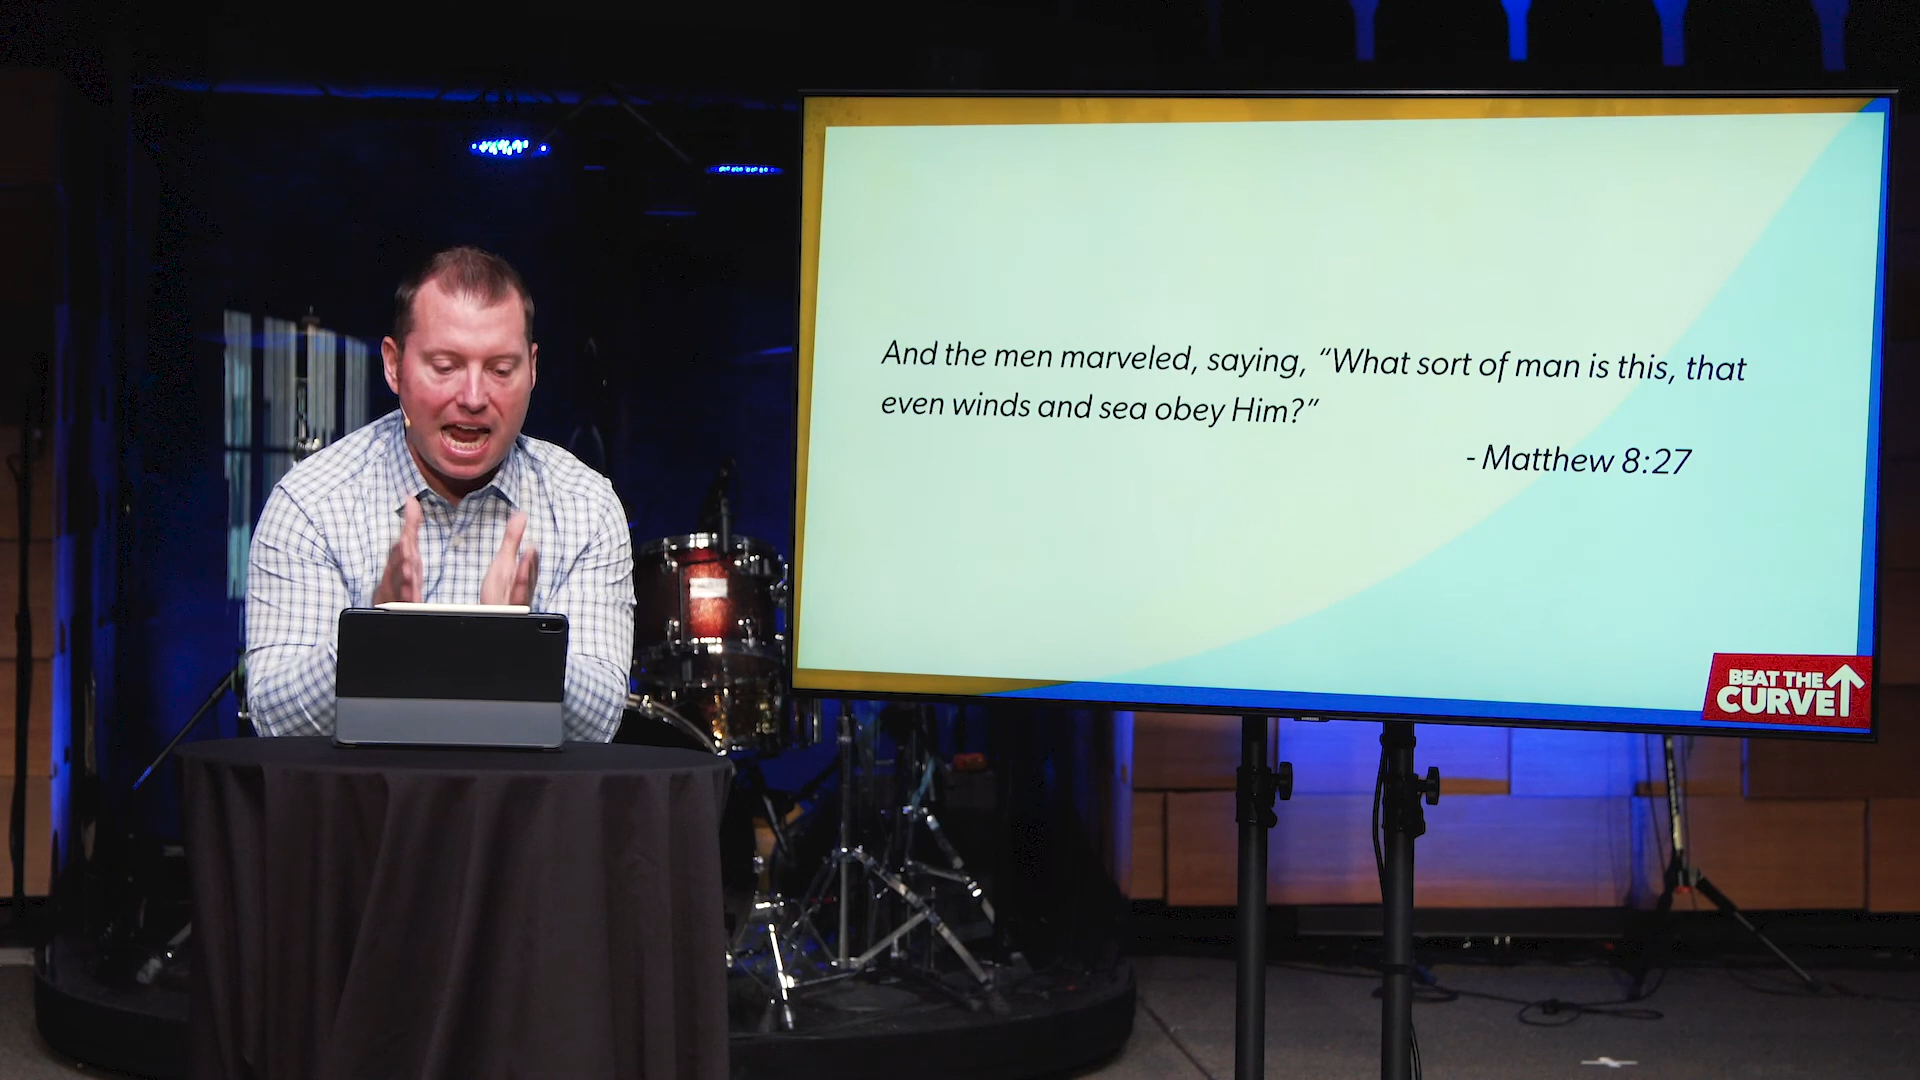 And the men marveled, saying, “What sort of man is this, that
even winds and sea obey Him?”
- Matthew 8:27
BEAT THE
CURVE